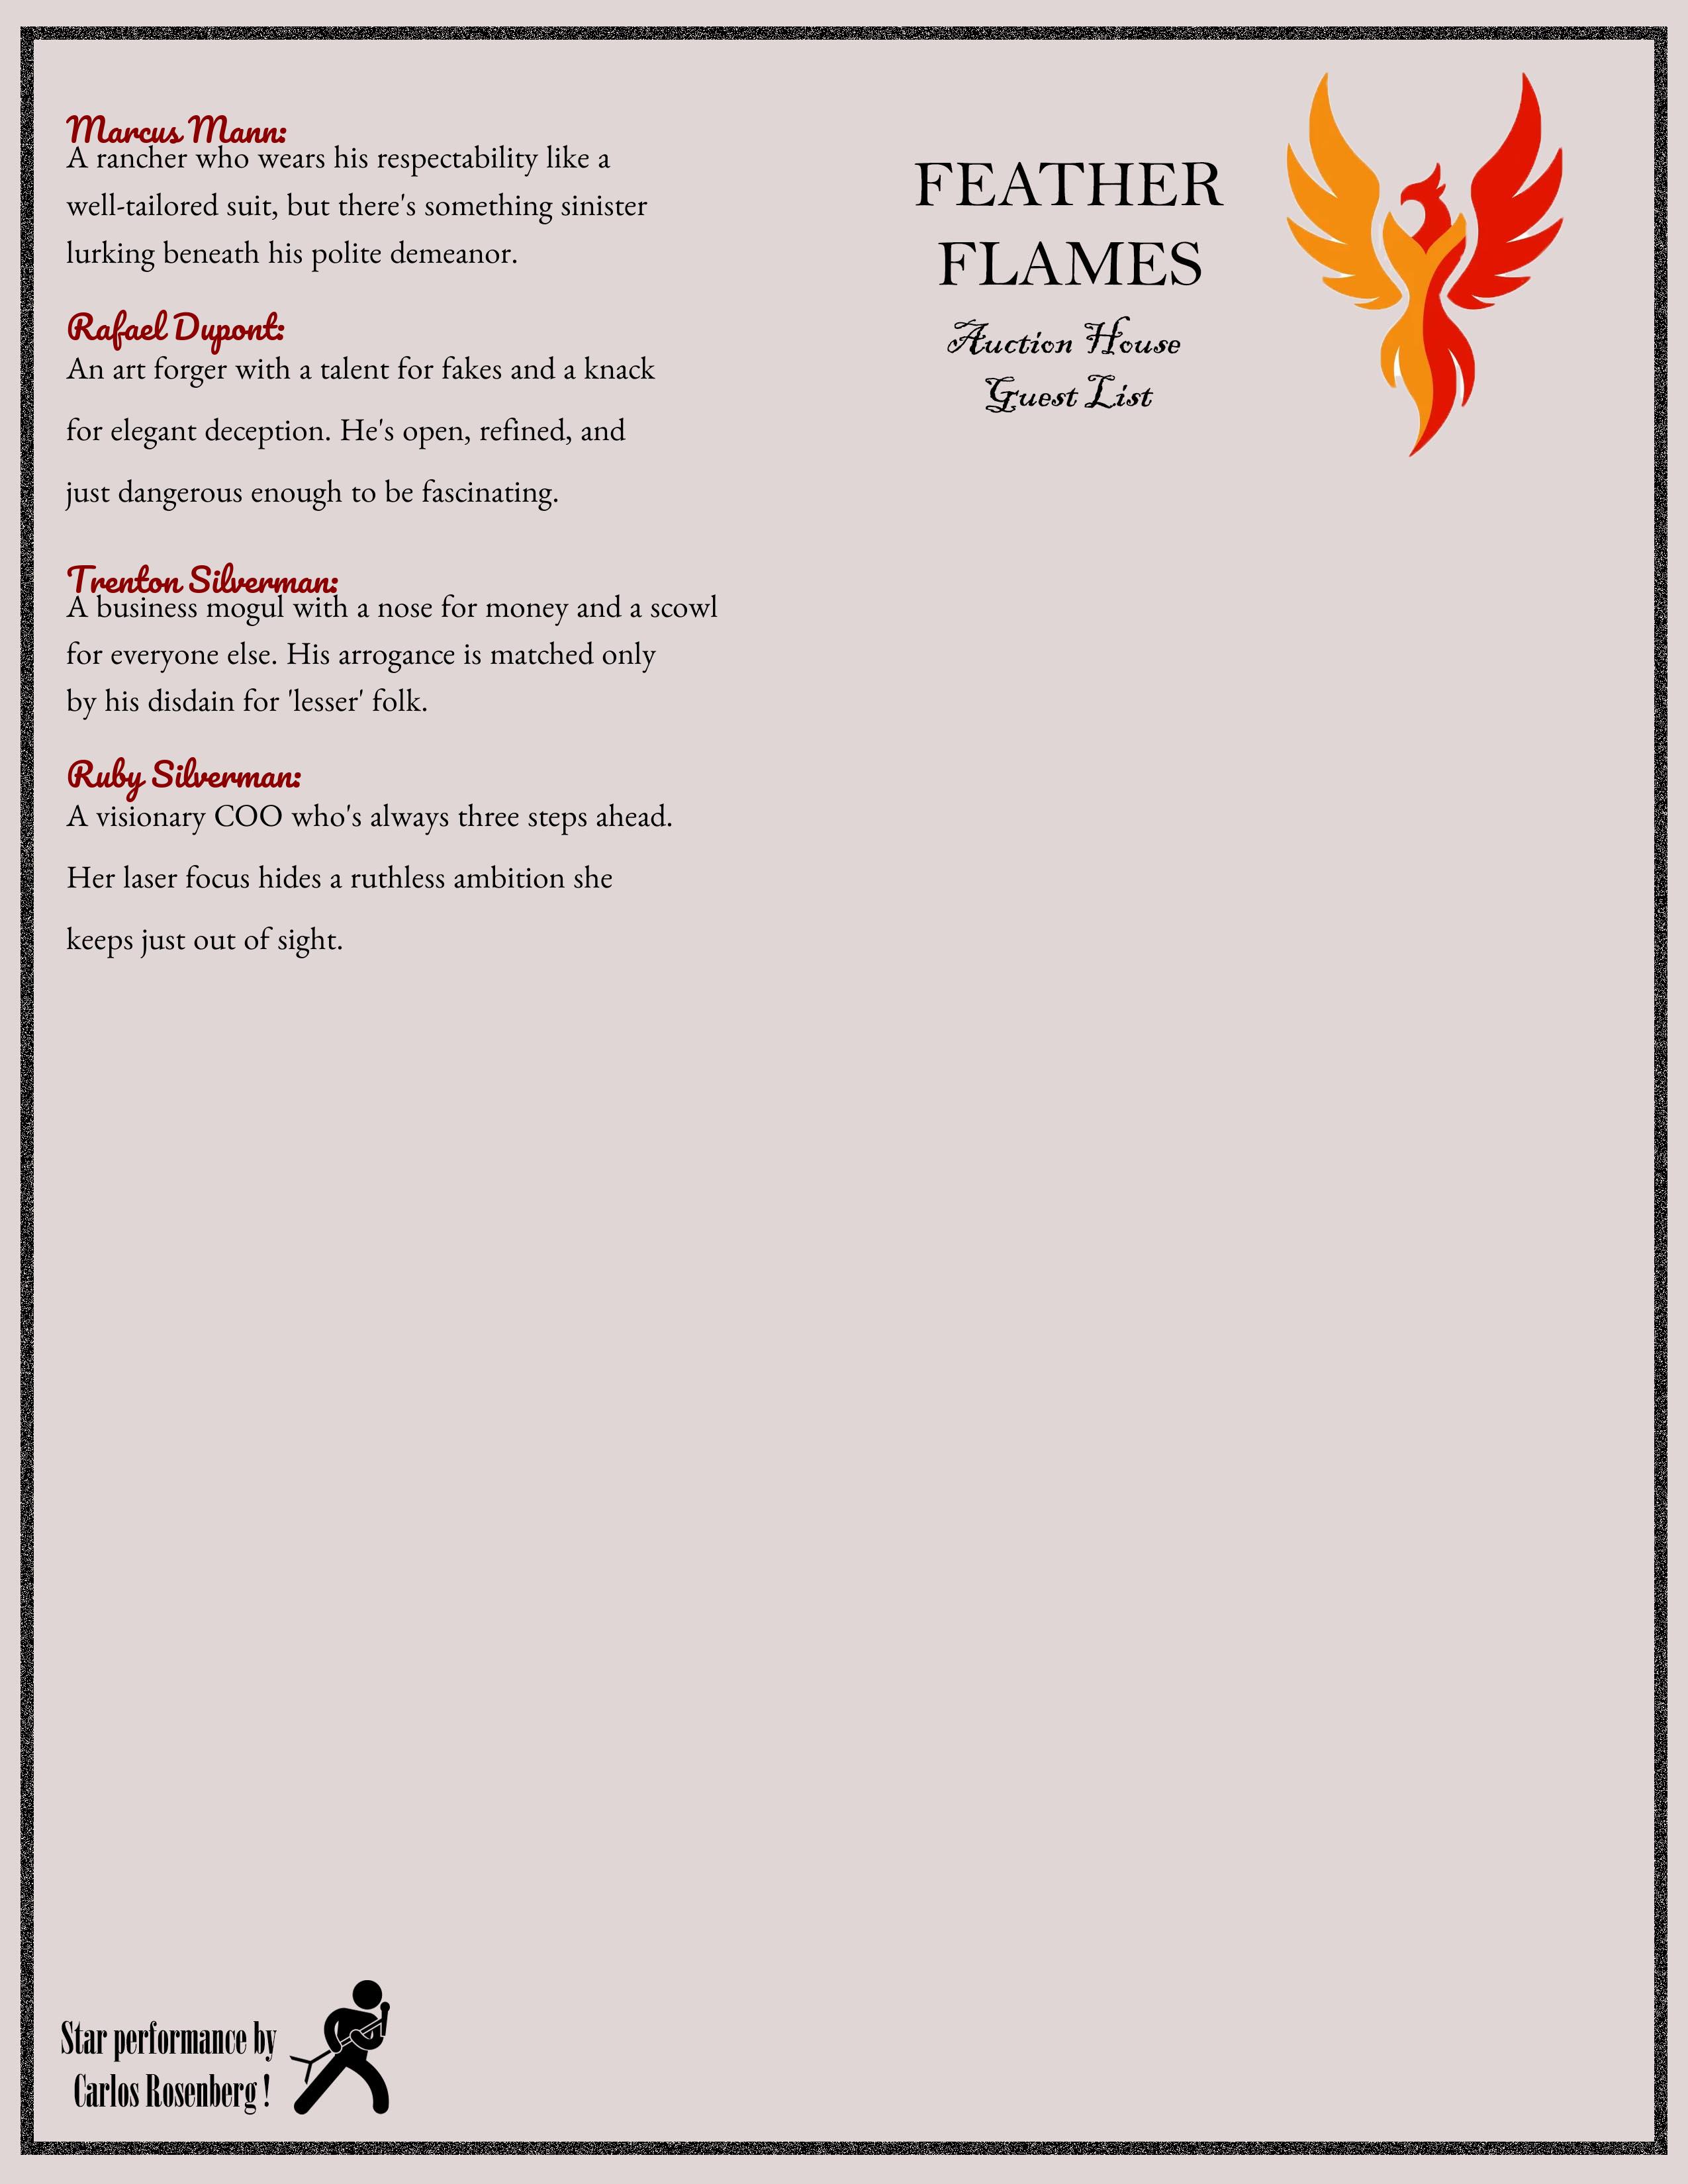 Marcus Mann:
A rancher who wears his respectability like a
well-tailored suit, but there's something sinister
lurking beneath his polite demeanor.
Rafael Dupont:
An art forger with a talent for fakes and a knack
for elegant deception. He's open, refined, and
just dangerous enough to be fascinating.
Trenton Silverman:
A business mogul with a nose for money and a scowl
for everyone else. His arrogance is matched only
by his disdain for 'lesser' folk.
Ruby Silverman:
A visionary COO who's always three steps ahead.
Her laser focus hides a ruthless ambition she
keeps just out of sight.
FEATHER
FLAMES
Auction House
Guest List
Star performance by
Carlos Rosenberg !